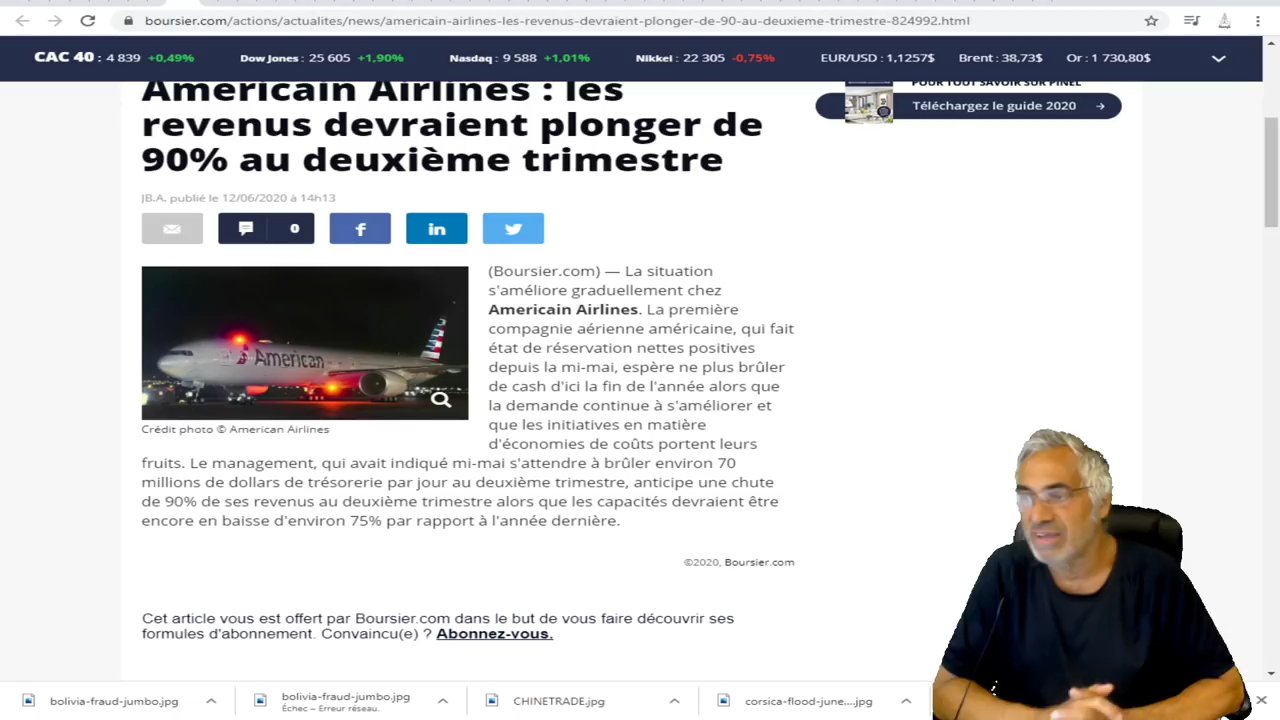 boursier.com/actions/actualites/news/americain-airlines-les-revenus-devraient-plonger-de-90-au-deuxieme-trimestre-824992.html
CAC 40 : 4 839 +0,49% Dow Jones : 25 605 +1,90% Nasdaq : 9 588 +1,01% Nikkei : 22 305 -0,75% EUR/USD : 1,1257$ Brent : 38,73$ Or : 1 730,80$
POUR TOUT SAVOIR SUR PINEL
Téléchargez le guide 2020 →
Americain Airlines : les
revenus devraient plonger de
90% au deuxième trimestre
JB.A. publié le 12/06/2020 à 14h13
0
American
Crédit photo © American Airlines
(Boursier.com) — La situation
s'améliore graduellement chez
Americain Airlines. La première
compagnie aérienne américaine, qui fait
état de réservation nettes positives
depuis la mi-mai, espère ne plus brûler
de cash d'ici la fin de l'année alors que
la demande continue à s'améliorer et
que les initiatives en matière
d'économies de coûts portent leurs
fruits. Le management, qui avait indiqué mi-mai s'attendre à brûler environ 70
millions de dollars de trésorerie par jour au deuxième trimestre, anticipe une chute
de 90% de ses revenus au deuxième trimestre alors que les capacités devraient être
encore en baisse d'environ 75% par rapport à l'année dernière.
©2020, Boursier.com
Cet article vous est offert par Boursier.com dans le but de vous faire découvrir ses
formules d'abonnement. Convaincu(e) ? Abonnez-vous.
bolivia-fraud-jumbo.jpg
bolivia-fraud-jumbo.jpg
Échec – Erreur réseau.
CHINETRADE.jpg
corsica-flood-june....jpg